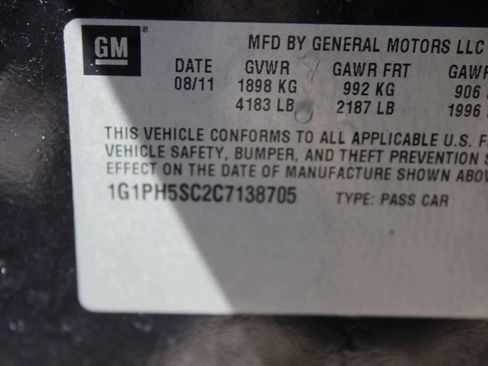 GM
MFD BY GENERAL MOTORS LLC
DATE GVWR GAWR FRT GAWR
08/11 1898 KG 992 KG 906
4183 LB 2187 LB 1996
THIS VEHICLE CONFORMS TO ALL APPLICABLE U.S. F
VEHICLE SAFETY, BUMPER, AND THEFT PREVENTION S
EFFECT ON THE DATE OF MANUFACTURE SHOWN ABOV
1G1PH5SC2C7138705 TYPE: PASS CAR